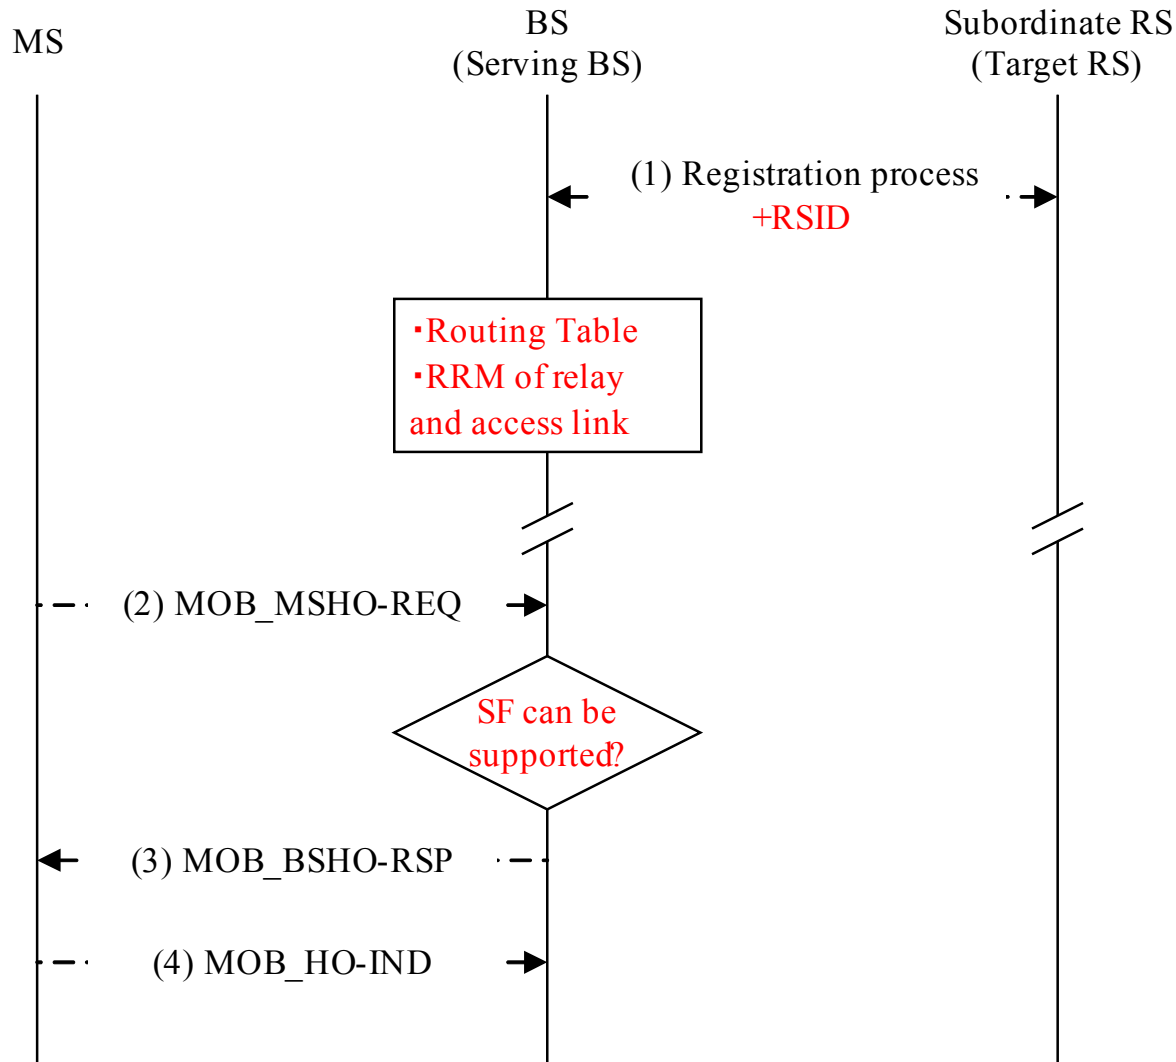 MS
BS
(Serving BS)
Subordinate RS
(Target RS)
(1) Registration process
+RSID
・Routing Table
・RRM of relay
and access link
(2) MOB_MSHO-REQ
SF can be
supported?
(3) MOB_BSHO-RSP
(4) MOB_HO-IND